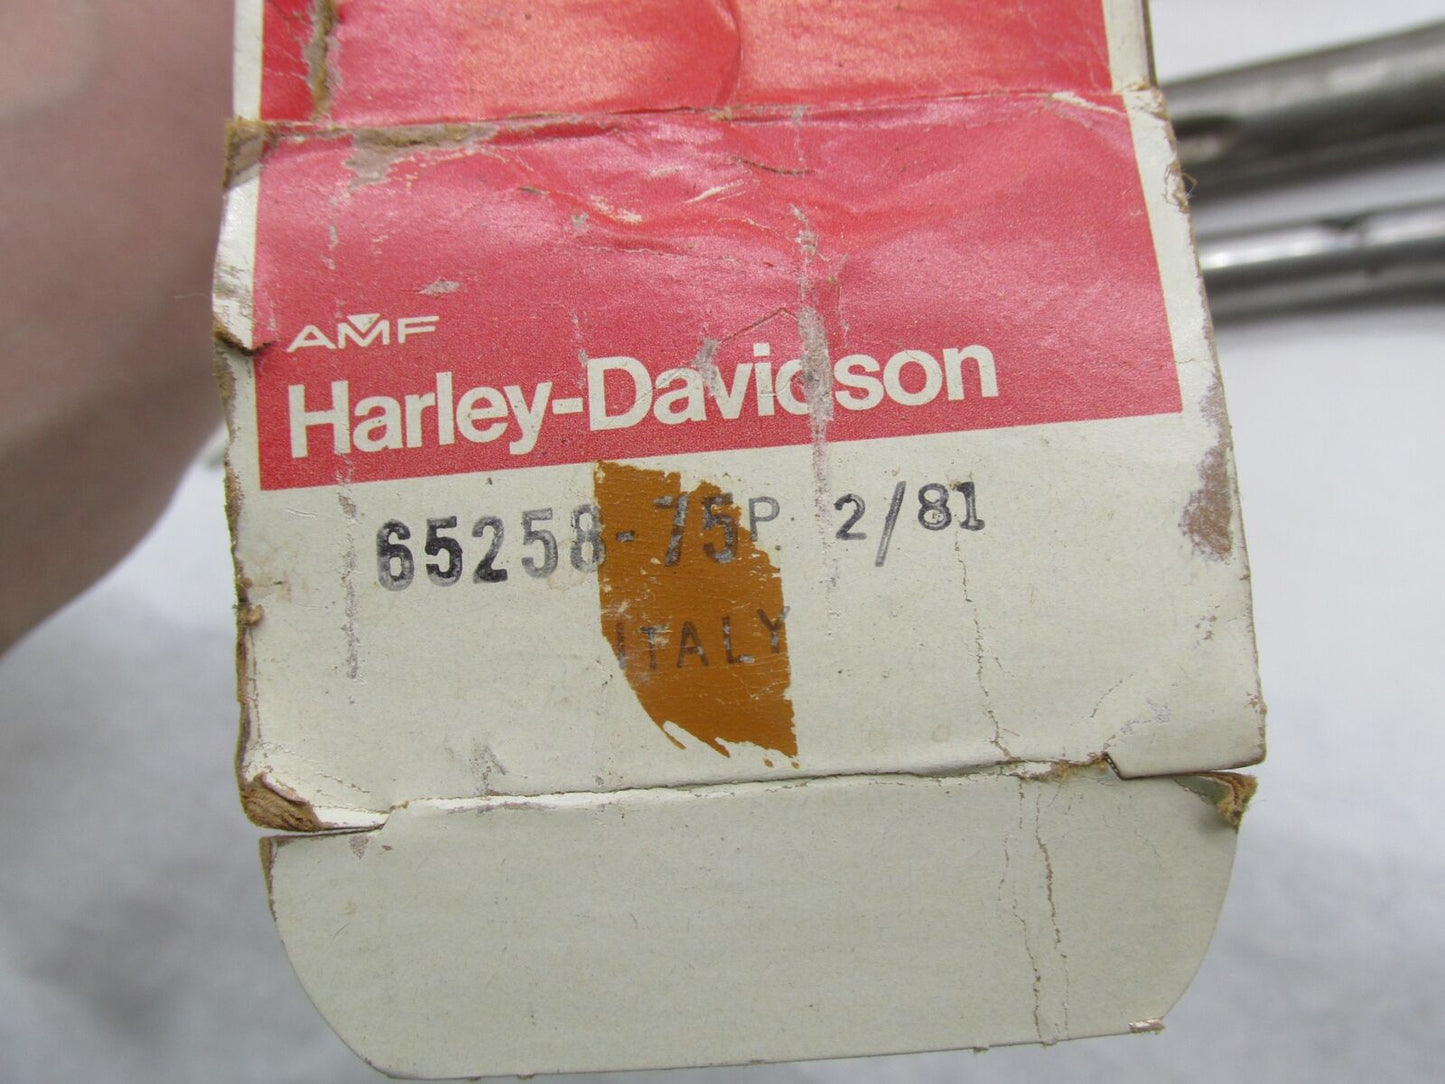 AMF
Harley-Davidson
65258-75P 2/81
ITALY